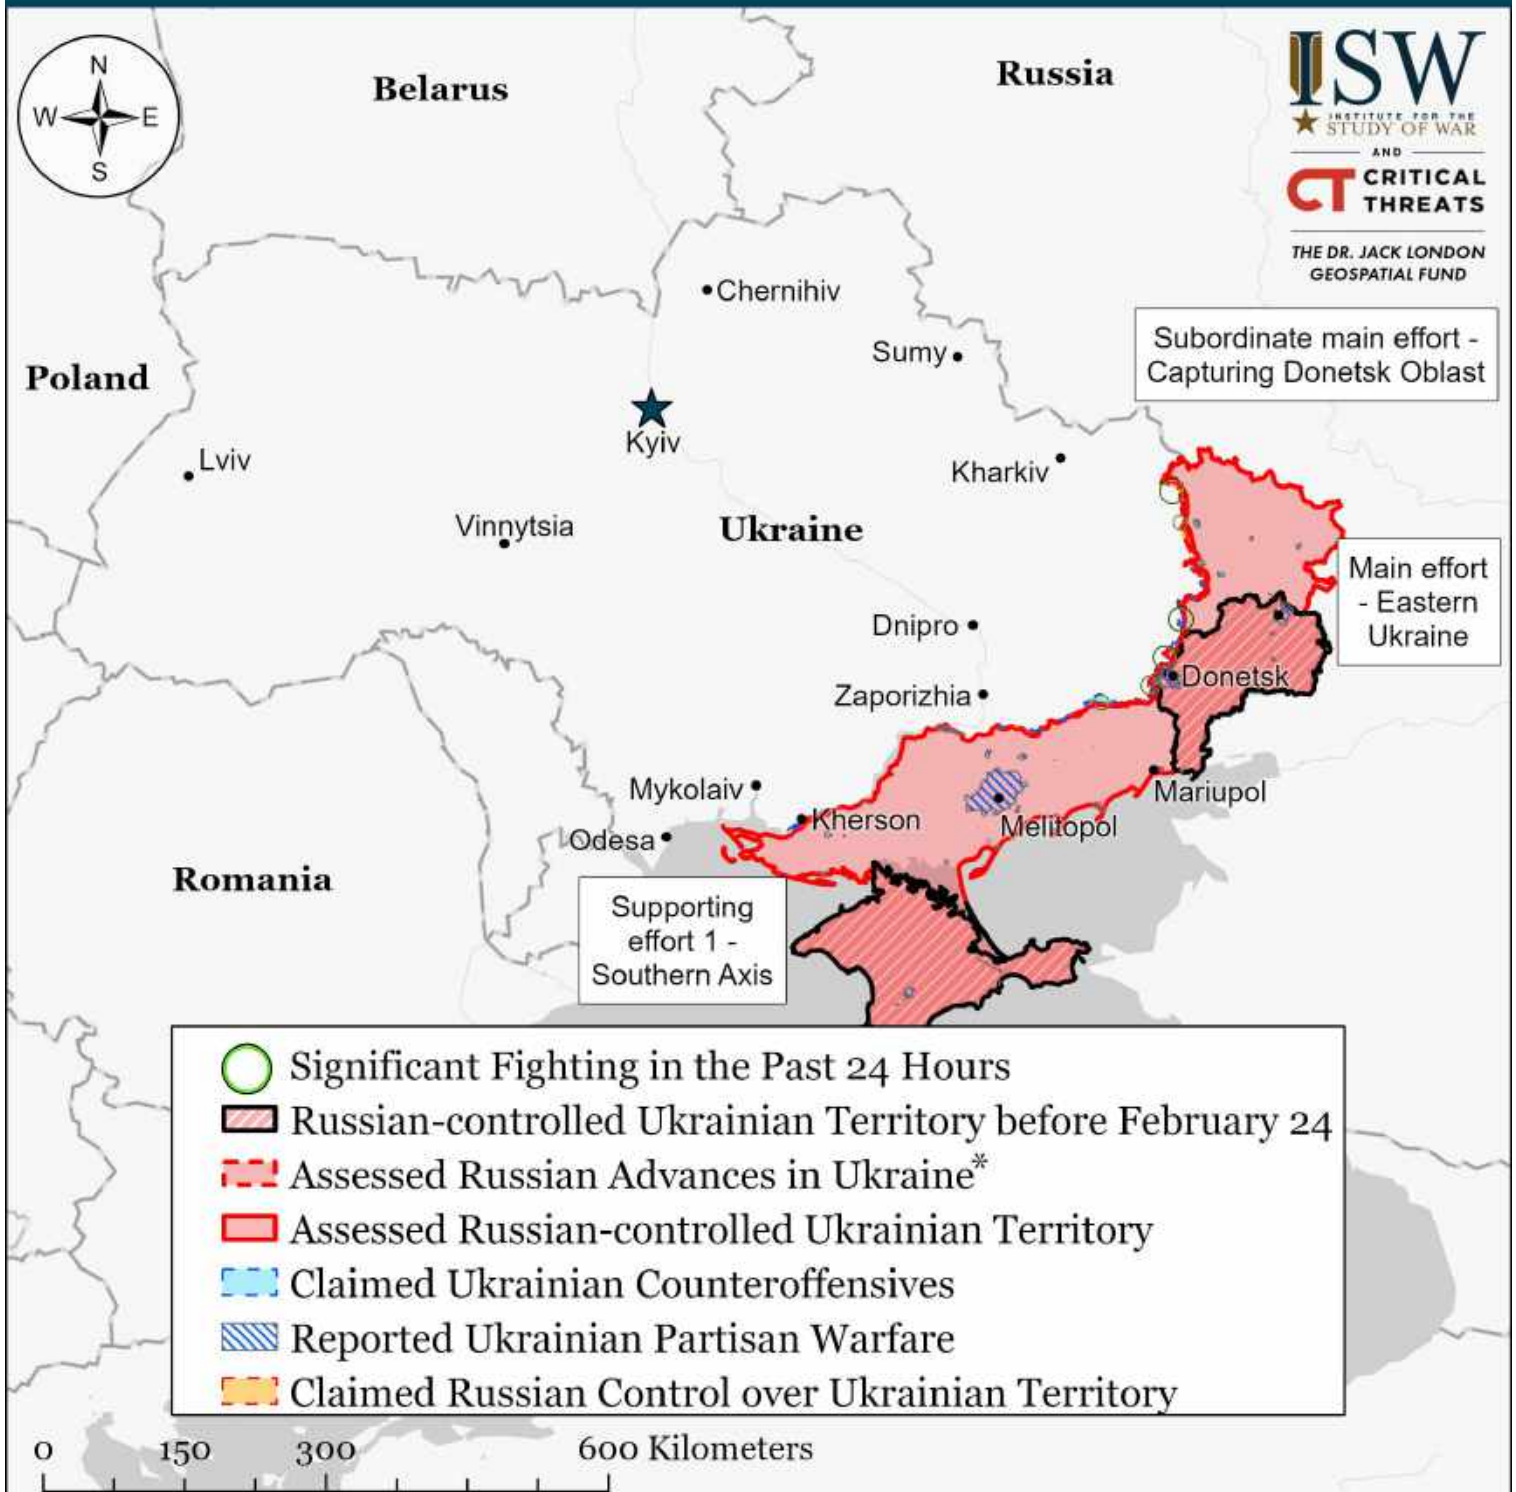 N
W
E
S
Belarus
Russia
ISW
INSTITUTE FOR THE
STUDY OF WAR
AND
CT CRITICAL
THREATS
THE DR. JACK LONDON
GEOSPATIAL FUND
Chernihiv
Subordinate main effort -
Capturing Donetsk Oblast
Sumy
Poland
Kyiv
Lviv
Kharkiv
Vinnytsia
Ukraine
Main effort
- Eastern
Ukraine
Dnipro
Donetsk
Zaporizhia
Mykolaiv
Mariupol
Kherson
Melitopol
Odesa
Romania
Supporting
effort 1 -
Southern Axis
Significant Fighting in the Past 24 Hours
Russian-controlled Ukrainian Territory before February 24
Assessed Russian Advances in Ukraine*
Assessed Russian-controlled Ukrainian Territory
Claimed Ukrainian Counteroffensives
Reported Ukrainian Partisan Warfare
Claimed Russian Control over Ukrainian Territory
0 150 300 600 Kilometers